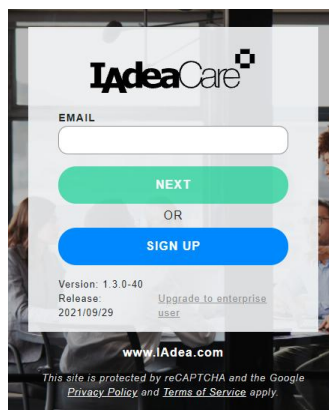 IAdeaCare
EMAIL
NEXT
OR
SIGN UP
Version: 1.3.0-40
Release:
2021/09/29
Upgrade to enterprise
user
www.IAdea.com
This site is protected by reCAPTCHA and the Google
Privacy Policy and Terms of Service apply.